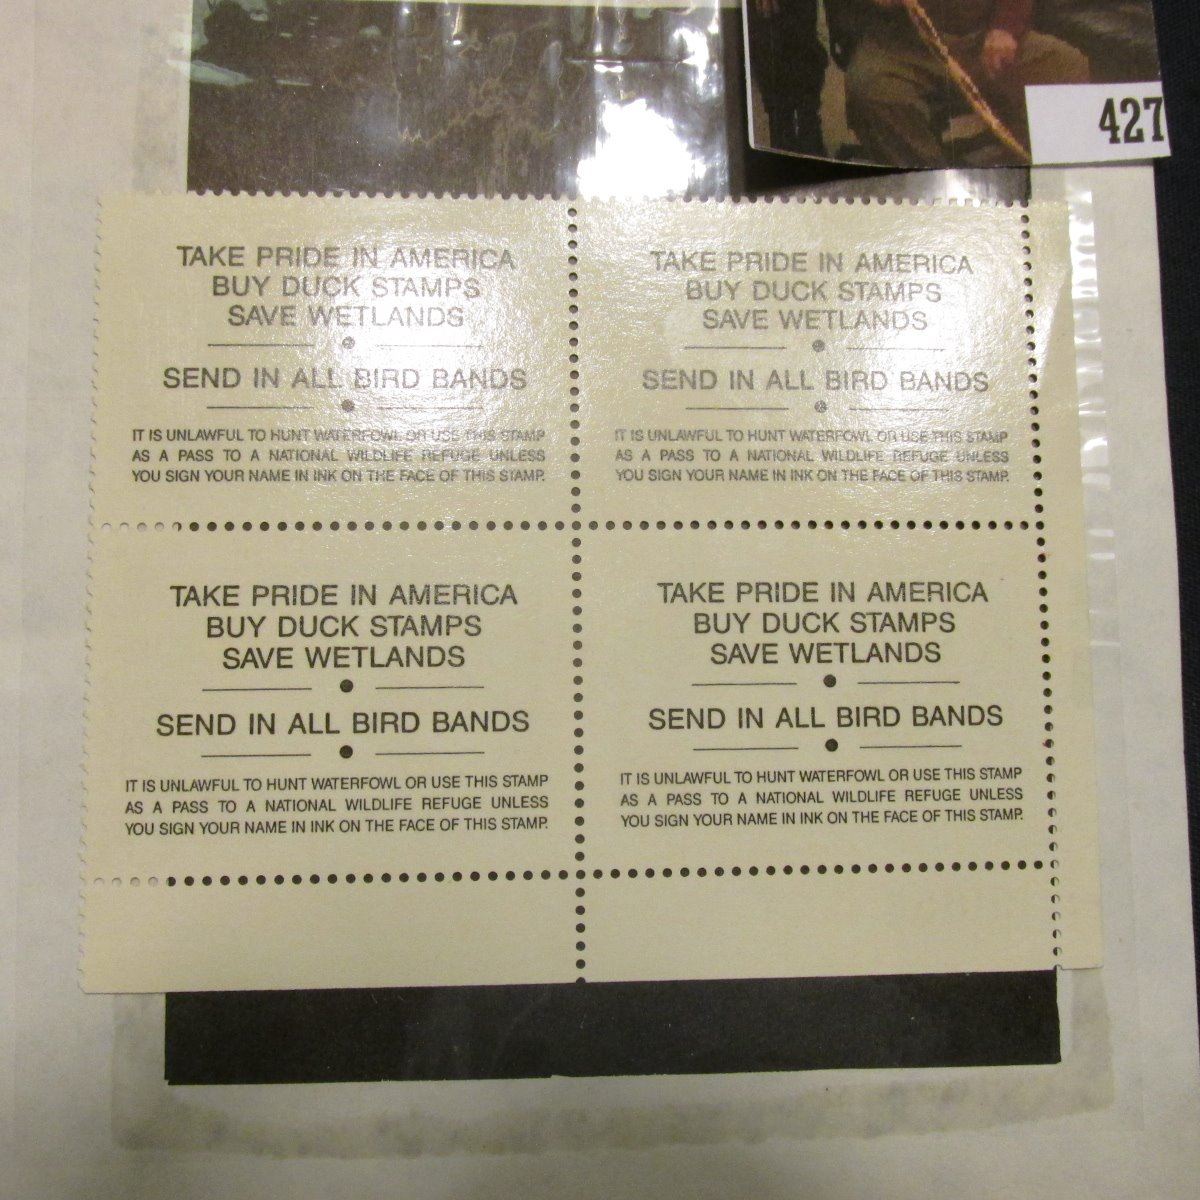 427
TAKE PRIDE IN AMERICA
BUY DUCK STAMPS
SAVE WETLANDS
SEND IN ALL BIRD BANDS
IT IS UNLAWFUL TO HUNT WATERFOWL OR USE THIS STAMP
AS A PASS TO A NATIONAL WILDLIFE REFUGE UNLESS
YOU SIGN YOUR NAME IN INK ON THE FACE OF THIS STAMP.
TAKE PRIDE IN AMERICA
BUY DUCK STAMPS
SAVE WETLANDS
SEND IN ALL BIRD BANDS
IT IS UNLAWFUL TO HUNT WATERFOWL OR USE THIS STAMP
AS A PASS TO A NATIONAL WILDLIFE REFUGE UNLESS
YOU SIGN YOUR NAME IN INK ON THE FACE OF THIS STAMP.
TAKE PRIDE IN AMERICA
BUY DUCK STAMPS
SAVE WETLANDS
SEND IN ALL BIRD BANDS
IT IS UNLAWFUL TO HUNT WATERFOWL OR USE THIS STAMP
AS A PASS TO A NATIONAL WILDLIFE REFUGE UNLESS
YOU SIGN YOUR NAME IN INK ON THE FACE OF THIS STAMP.
TAKE PRIDE IN AMERICA
BUY DUCK STAMPS
SAVE WETLANDS
SEND IN ALL BIRD BANDS
IT IS UNLAWFUL TO HUNT WATERFOWL OR USE THIS STAMP
AS A PASS TO A NATIONAL WILDLIFE REFUGE UNLESS
YOU SIGN YOUR NAME IN INK ON THE FACE OF THIS STAMP.